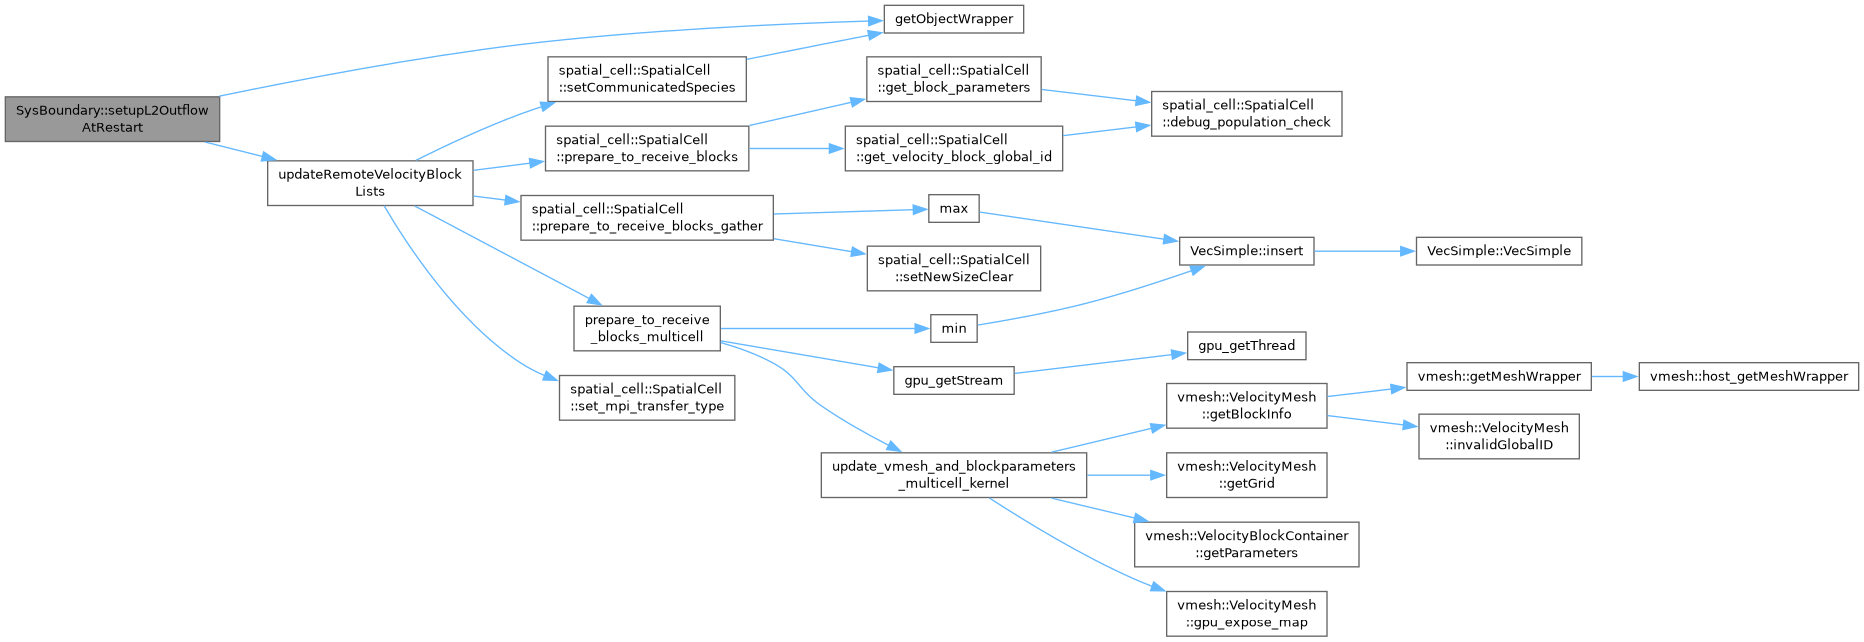 SysBoundary::setupL2Outflow
AtRestart
updateRemoteVelocityBlock
Lists
getObjectWrapper
spatial_cell::SpatialCell
::setCommunicatedSpecies
spatial_cell::SpatialCell
::prepare_to_receive_blocks
spatial_cell::SpatialCell
::get_block_parameters
spatial_cell::SpatialCell
::get_velocity_block_global_id
spatial_cell::SpatialCell
::debug_population_check
spatial_cell::SpatialCell
::prepare_to_receive_blocks_gather
max
spatial_cell::SpatialCell
::setNewSizeClear
VecSimple::insert
VecSimple::VecSimple
prepare_to_receive
_blocks_multicell
min
gpu_getStream
gpu_getThread
spatial_cell::SpatialCell
::set_mpi_transfer_type
update_vmesh_and_blockparameters
_multicell_kernel
vmesh::VelocityMesh
::getBlockInfo
vmesh::getMeshWrapper
vmesh::host_getMeshWrapper
vmesh::VelocityMesh
::invalidGlobalID
vmesh::VelocityMesh
::getGrid
vmesh::VelocityBlockContainer
::getParameters
vmesh::VelocityMesh
::gpu_expose_map